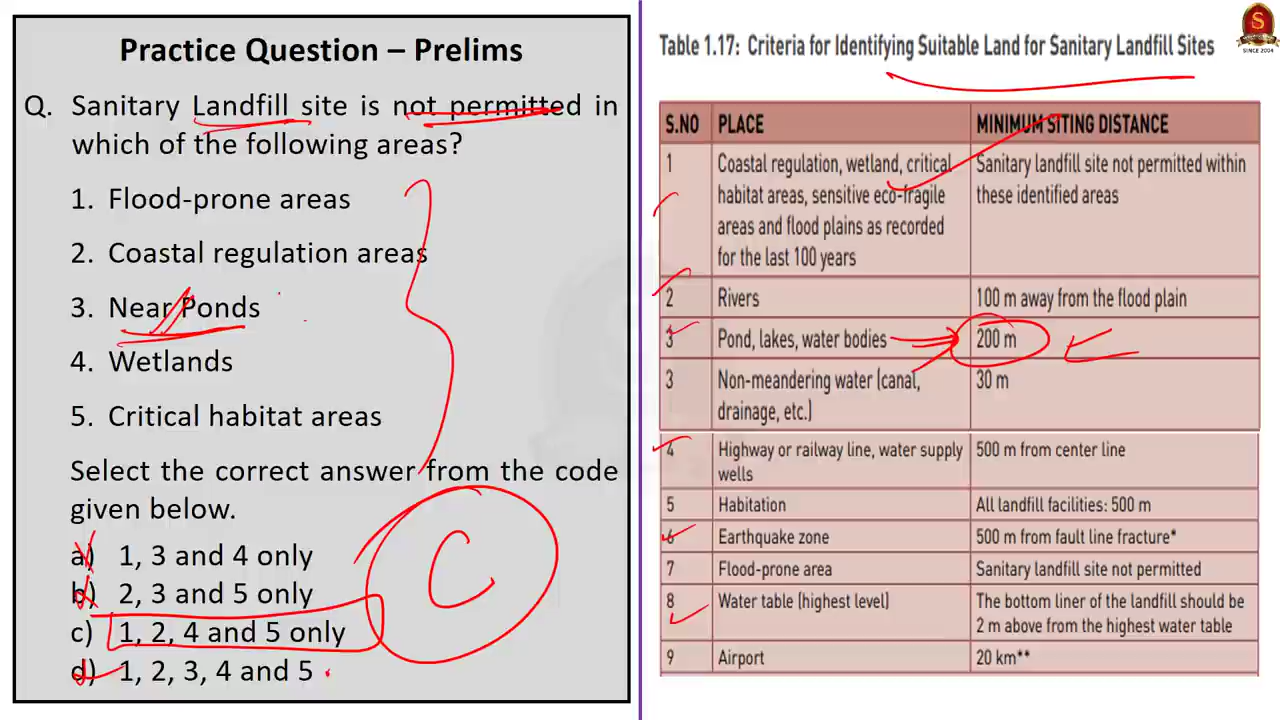 Practice Question – Prelims
Q. Sanitary Landfill site is not permitted in
which of the following areas?
1. Flood-prone areas
2. Coastal regulation areas
3. Near Ponds
4. Wetlands
5. Critical habitat areas
Select the correct answer from the code
given below.
a) 1, 3 and 4 only
b) 2, 3 and 5 only
c) 1, 2, 4 and 5 only
d) 1, 2, 3, 4 and 5
C
S
SINCE 2004
Table 1.17: Criteria for Identifying Suitable Land for Sanitary Landfill Sites
S.NO PLACE MINIMUM SITING DISTANCE
1 Coastal regulation, wetland, critical Sanitary landfill site not permitted within
habitat areas, sensitive eco-fragile these identified areas
areas and flood plains as recorded
for the last 100 years
2 Rivers 100 m away from the flood plain
3 Pond, lakes, water bodies 200 m
3 Non-meandering water (canal, 30 m
drainage, etc.)
4 Highway or railway line, water supply 500 m from center line
wells
5 Habitation All landfill facilities: 500 m
6 Earthquake zone 500 m from fault line fracture*
7 Flood-prone area Sanitary landfill site not permitted
8 Water table (highest level) The bottom liner of the landfill should be
2 m above from the highest water table
9 Airport 20 km**